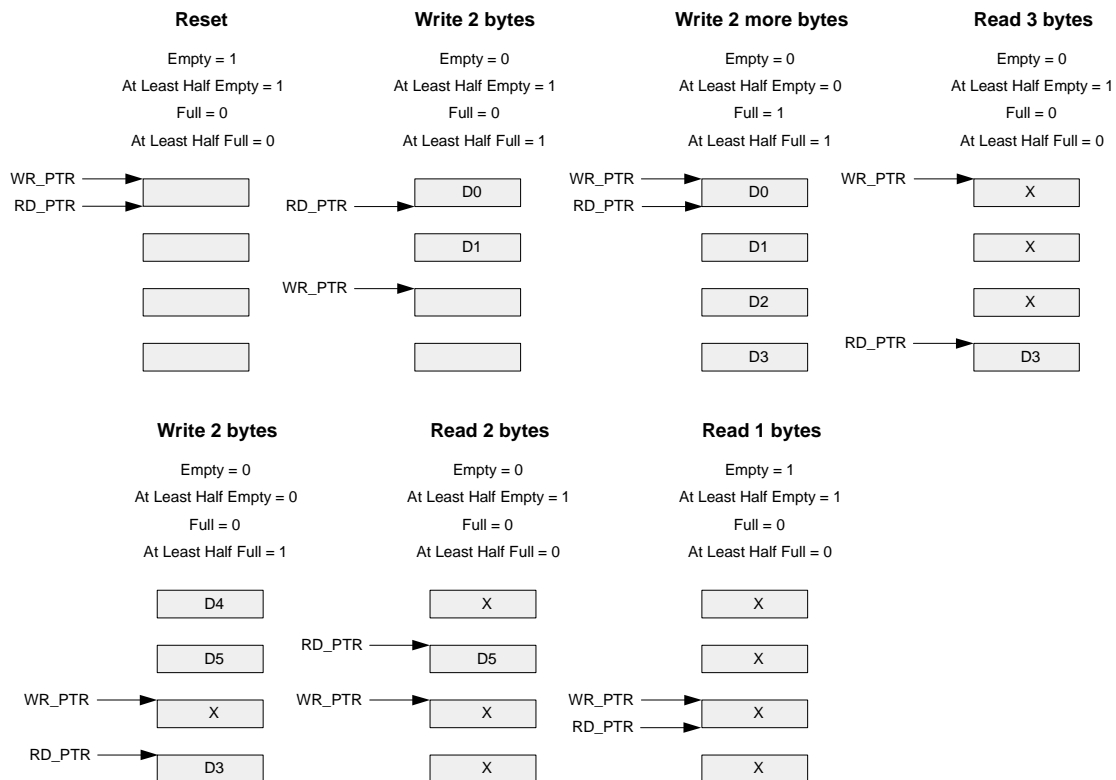 Reset
Empty = 1
At Least Half Empty = 1
Full = 0
At Least Half Full = 0
WR_PTR
RD_PTR
Write 2 bytes
Empty = 0
At Least Half Empty = 1
Full = 0
At Least Half Full = 1
D0
RD_PTR
D1
WR_PTR
Write 2 more bytes
Empty = 0
At Least Half Empty = 0
Full = 1
At Least Half Full = 1
WR_PTR
D0
RD_PTR
D1
D2
D3
Read 3 bytes
Empty = 0
At Least Half Empty = 1
Full = 0
At Least Half Full = 0
WR_PTR
X
X
X
RD_PTR
D3
Write 2 bytes
Empty = 0
At Least Half Empty = 0
Full = 0
At Least Half Full = 1
D4
D5
WR_PTR
X
RD_PTR
D3
Read 2 bytes
Empty = 0
At Least Half Empty = 1
Full = 0
At Least Half Full = 0
X
RD_PTR
D5
WR_PTR
X
X
Read 1 bytes
Empty = 1
At Least Half Empty = 1
Full = 0
At Least Half Full = 0
X
X
WR_PTR
X
RD_PTR
X